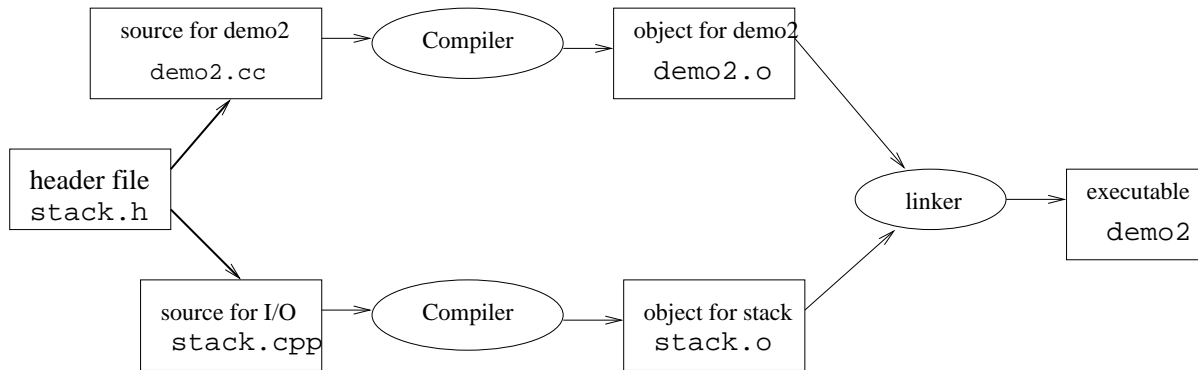 source for demo2
demo2.cc
Compiler
object for demo2
demo2.o
header file
stack.h
linker
executable
demo2
source for I/O
stack.cpp
Compiler
object for stack
stack.o